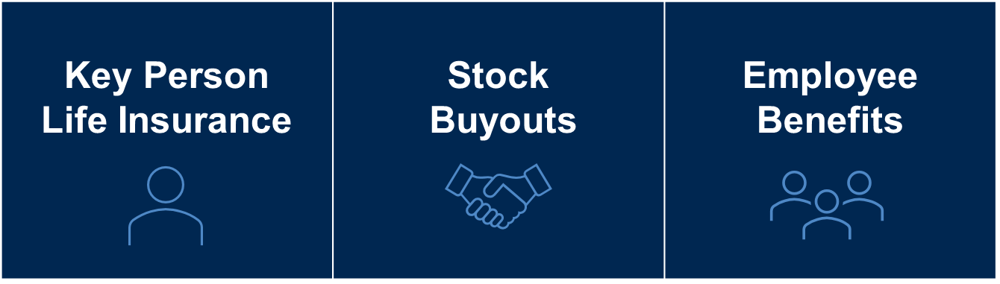 Key Person
Life Insurance
Stock
Buyouts
Employee
Benefits